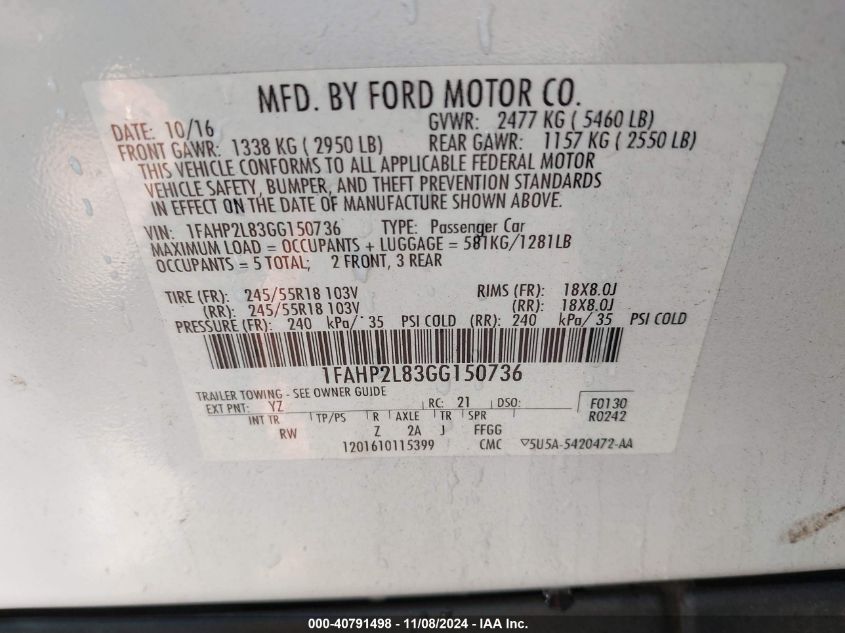 MFD. BY FORD MOTOR CO.
DATE: 10/16 GVWR: 2477 KG ( 5460 LB)
FRONT GAWR: 1338 KG ( 2950 LB) REAR GAWR: 1157 KG ( 2550 LB)
THIS VEHICLE CONFORMS TO ALL APPLICABLE FEDERAL MOTOR
VEHICLE SAFETY, BUMPER, AND THEFT PREVENTION STANDARDS
IN EFFECT ON THE DATE OF MANUFACTURE SHOWN ABOVE.
VIN: 1FAHP2L83GG150736 TYPE: Passenger Car
MAXIMUM LOAD = OCCUPANTS + LUGGAGE = 581KG/1281LB
OCCUPANTS = 5 TOTAL; 2 FRONT, 3 REAR
TIRE (FR): 245/55R18 103V RIMS (FR): 18X8.0J
(RR): 245/55R18 103V (RR): 18X8.0J
PRESSURE (FR): 240 kPa/ 35 PSI COLD (RR): 240 kPa/ 35 PSI COLD
1FAHP2L83GG150736
TRAILER TOWING - SEE OWNER GUIDE
EXT PNT: YZ RC: 21 DSO: F0130
R0242
INT TR TP/PS R AXLE TR SPR
RW Z 2A J FFGG
1201610115399 CMC ▽5U5A-5420472-AA
000-40791498 - 11/08/2024 - IAA Inc.